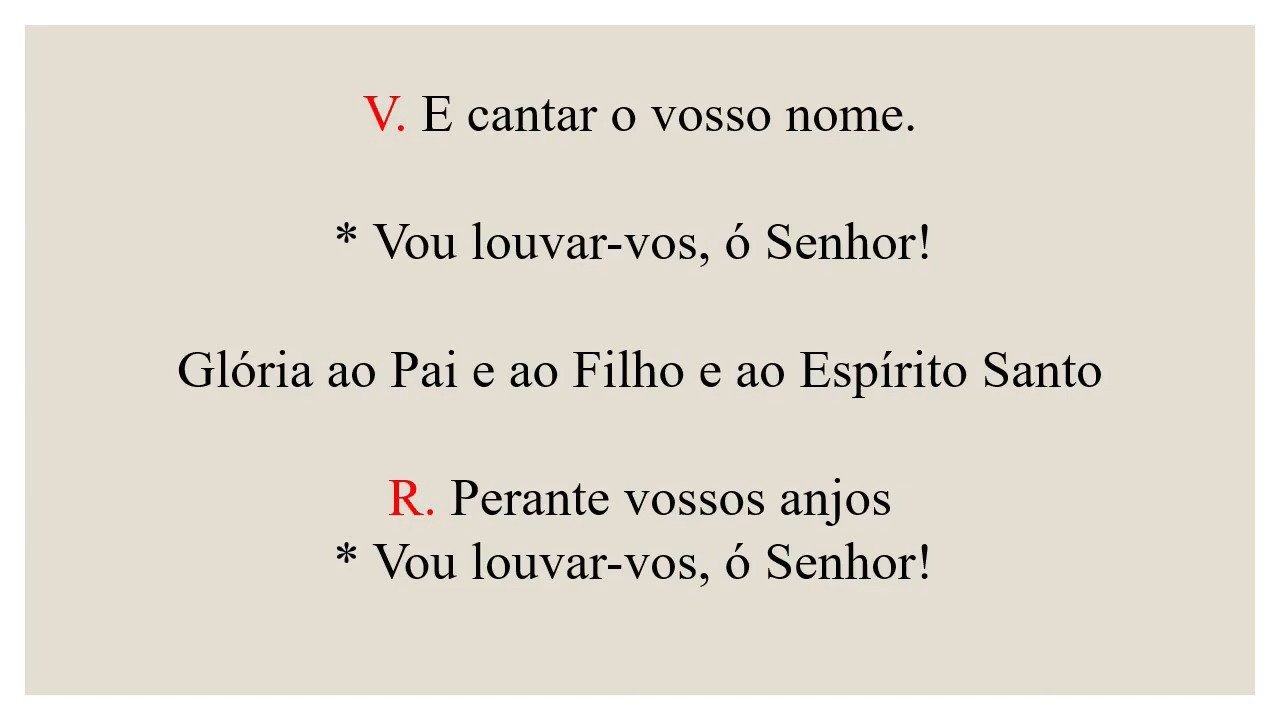 V. E cantar o vosso nome.
* Vou louvar-vos, ó Senhor!
Glória ao Pai e ao Filho e ao Espírito Santo
R. Perante vossos anjos
* Vou louvar-vos, ó Senhor!